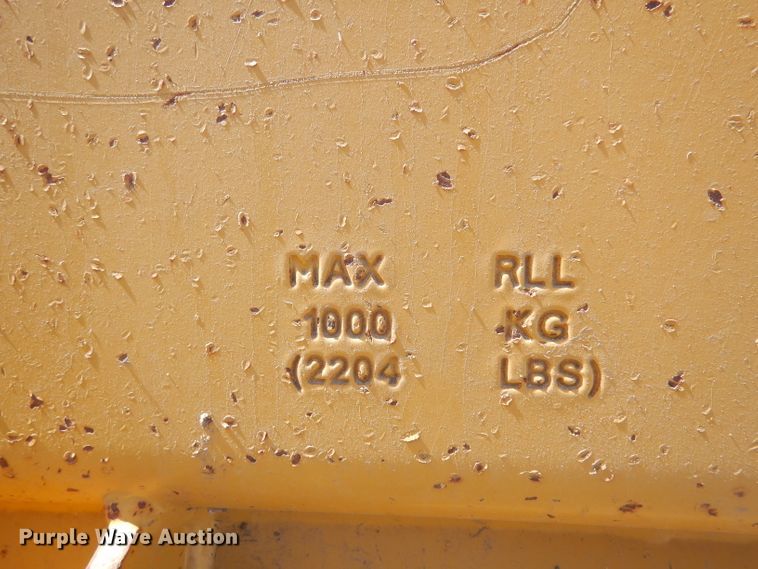 MAX RLL
1000 KG
(2204 LBS)
Purple Wave Auction